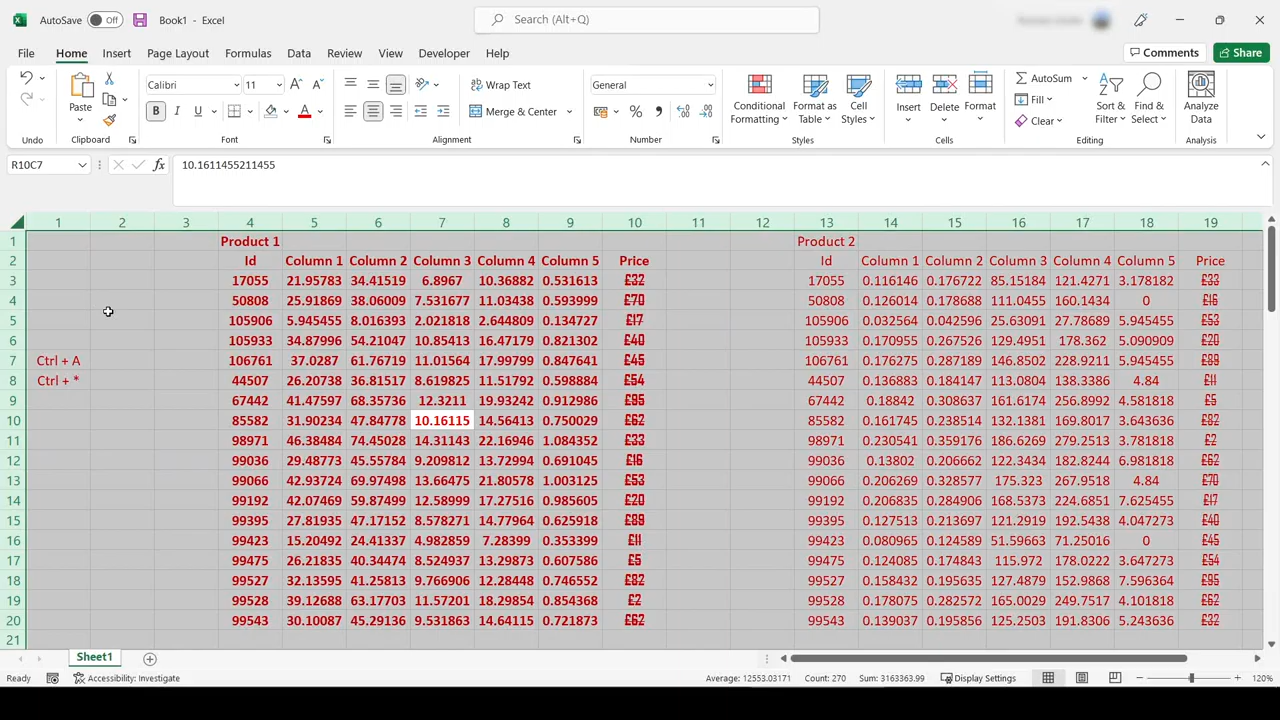 AutoSave Off Book1 - Excel Search (Alt+Q)
File Home Insert Page Layout Formulas Data Review View Developer Help Comments Share
Calibri 11 Wrap Text General AutoSum
Paste B I U Merge & Center Conditional Formatting Format as Table Cell Styles Insert Delete Format Fill Clear Sort & Filter Find & Select Analyze Data
Undo Clipboard Font Alignment Number Styles Cells Editing Analysis
R10C7 fx 10.1611455211455
1 2 3 4 5 6 7 8 9 10 11 12 13 14 15 16 17 18 19
1 Product 1 Product 2
2 Id Column 1 Column 2 Column 3 Column 4 Column 5 Price Id Column 1 Column 2 Column 3 Column 4 Column 5 Price
3 17055 21.95783 34.41519 6.8967 10.36882 0.531613 £32 17055 0.116146 0.176722 85.15184 121.4271 3.178182 £33
4 50808 25.91869 38.06009 7.531677 11.03438 0.593999 £70 50808 0.126014 0.178688 111.0455 160.1434 0 £16
5 105906 5.945455 8.016393 2.021818 2.644809 0.134727 £17 105906 0.032564 0.042596 25.63091 27.78689 5.945455 £53
6 105933 34.87996 54.21047 10.85413 16.47179 0.821302 £40 105933 0.170955 0.267526 129.4951 178.362 5.090909 £20
7 Ctrl + A 106761 37.0287 61.76719 11.01564 17.99799 0.847641 £45 106761 0.176275 0.287189 146.8502 228.9211 5.945455 £89
8 Ctrl + * 44507 26.20738 36.81517 8.619825 11.51792 0.598884 £54 44507 0.136883 0.184147 113.0804 138.3386 4.84 £11
9 67442 41.47597 68.35736 12.3211 19.93242 0.912986 £95 67442 0.18842 0.308637 161.6174 256.8992 4.581818 £5
10 85582 31.90234 47.84778 10.16115 14.56413 0.750029 £62 85582 0.161745 0.238514 132.1381 169.8017 3.643636 £82
11 98971 46.38484 74.45028 14.31143 22.16946 1.084352 £33 98971 0.230541 0.359176 186.6269 279.2513 3.781818 £2
12 99036 29.48773 45.55784 9.209812 13.72994 0.691045 £16 99036 0.13802 0.206662 122.3434 182.8244 6.981818 £62
13 99066 42.93724 69.97498 13.66475 21.80578 1.003125 £53 99066 0.206269 0.328577 175.323 267.9518 4.84 £70
14 99192 42.07469 59.87499 12.58999 17.27516 0.985605 £20 99192 0.206835 0.284906 168.5373 224.6851 7.625455 £17
15 99395 27.81935 47.17152 8.578271 14.77964 0.625918 £89 99395 0.127513 0.213697 121.2919 192.5438 4.047273 £40
16 99423 15.20492 24.41337 4.982859 7.28399 0.353399 £11 99423 0.080965 0.124589 51.59663 71.25016 0 £45
17 99475 26.21835 40.34474 8.524937 13.29873 0.607586 £5 99475 0.124085 0.174843 115.972 178.0222 3.647273 £54
18 99527 32.13595 41.25813 9.766906 12.28448 0.746552 £82 99527 0.158432 0.195635 127.4879 152.9868 7.596364 £95
19 99528 39.12688 63.17703 11.57201 18.29854 0.854368 £2 99528 0.178075 0.282572 165.0029 249.7517 4.101818 £62
20 99543 30.10087 45.29136 9.531863 14.64115 0.721873 £62 99543 0.139037 0.195856 125.2503 191.8306 5.243636 £32
21
Sheet1
Ready Accessibility: Investigate Average: 12553.03171 Count: 270 Sum: 3163363.99 Display Settings 120%